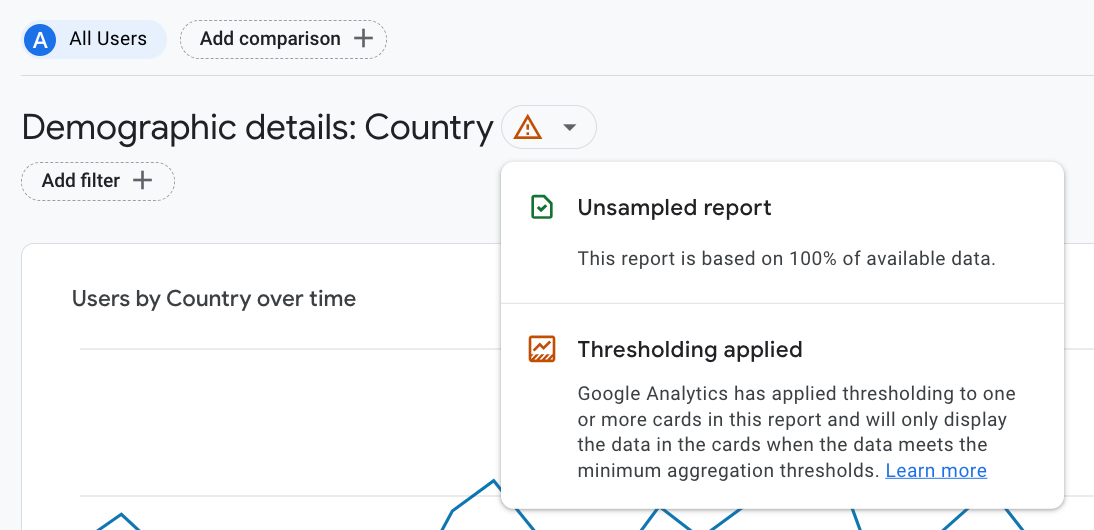 A All Users Add comparison
Demographic details: Country
Add filter
Unsampled report
This report is based on 100% of available data.
Users by Country over time
Thresholding applied
Google Analytics has applied thresholding to one
or more cards in this report and will only display
the data in the cards when the data meets the
minimum aggregation thresholds. Learn more